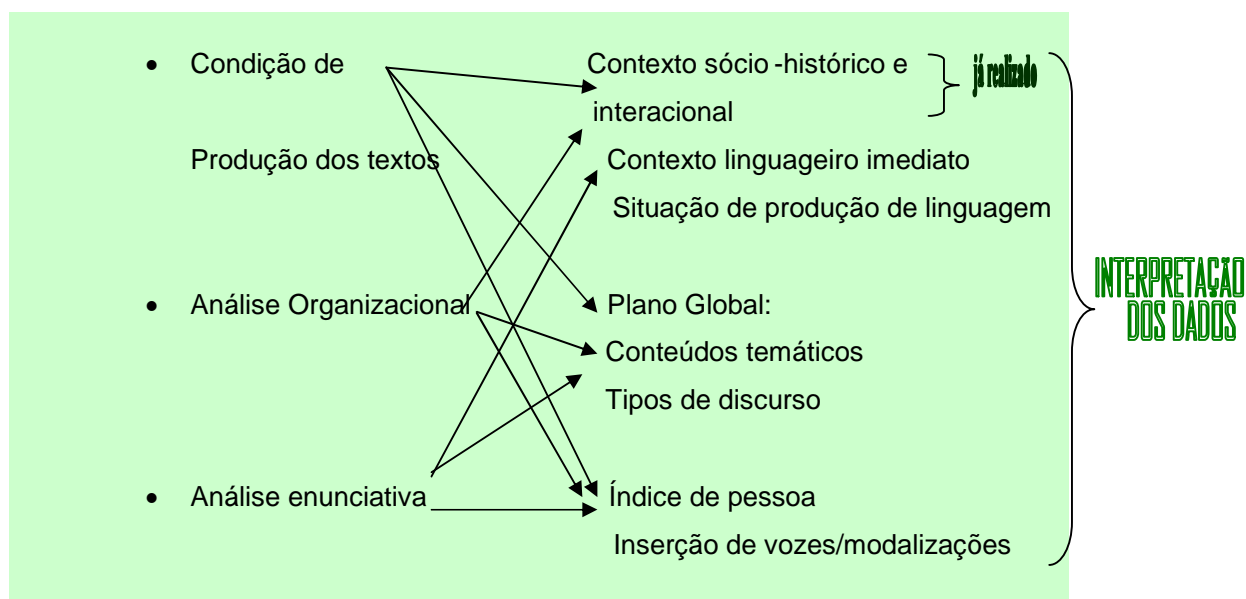 • Condição de
Produção dos textos
Contexto sócio -histórico e
interacional
já realizado
Contexto linguageiro imediato
Situação de produção de linguagem
• Análise Organizacional
Plano Global:
Conteúdos temáticos
Tipos de discurso
• Análise enunciativa
Índice de pessoa
Inserção de vozes/modalizações
INTERPRETAÇÃO
DOS DADOS